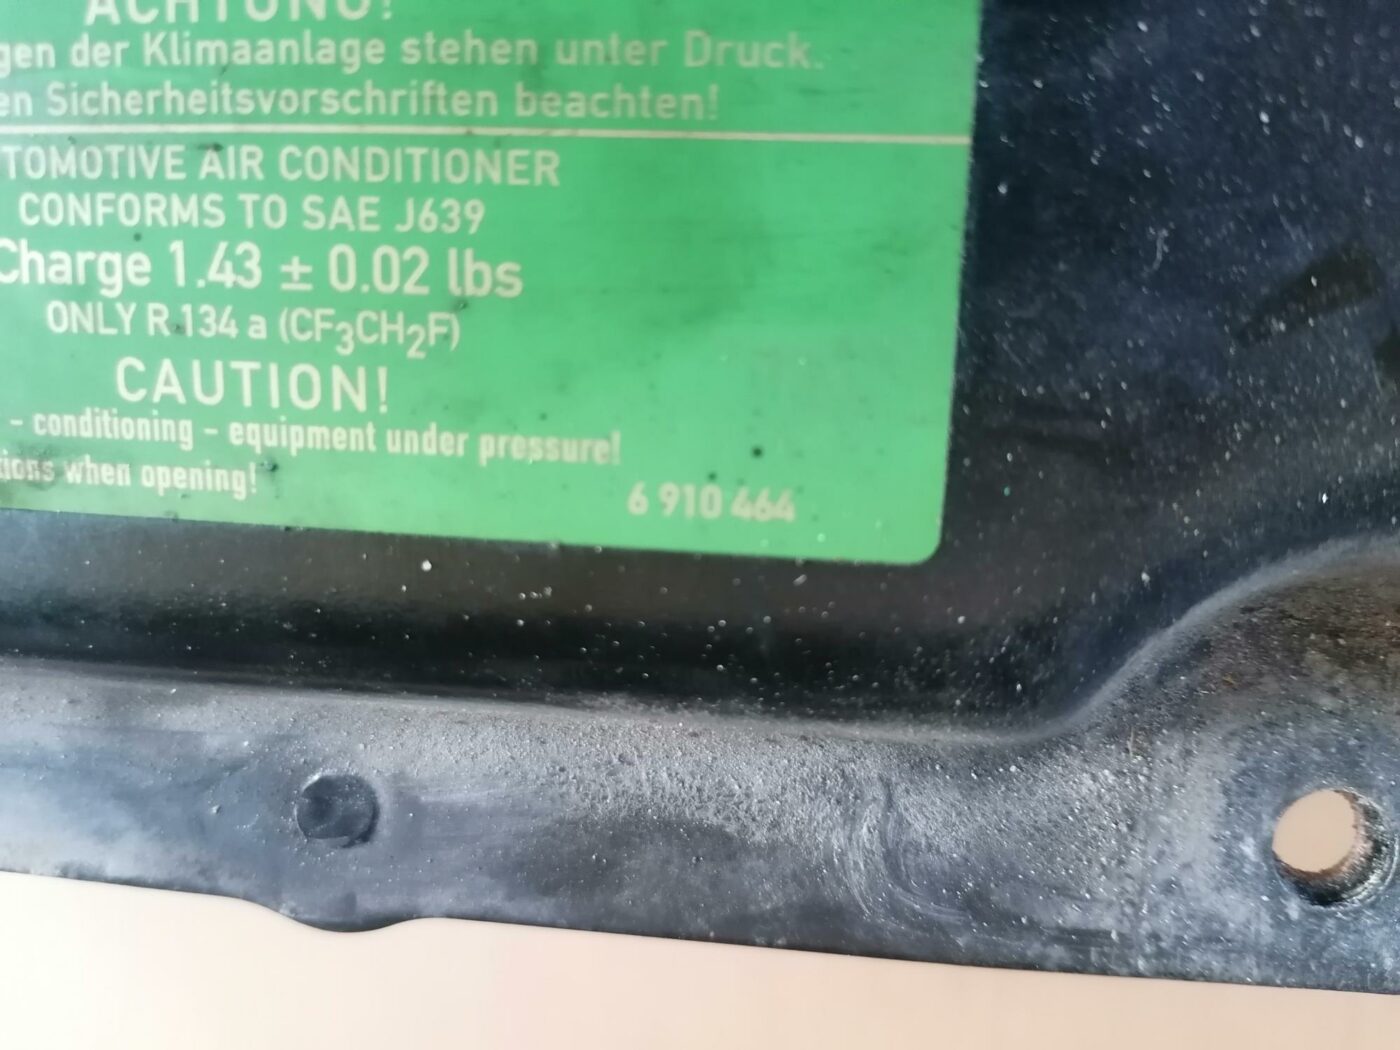 ACHTUNG!
gen der Klimaanlage stehen unter Druck.
en Sicherheitsvorschriften beachten!
TOMOTIVE AIR CONDITIONER
CONFORMS TO SAE J639
Charge 1.43 ± 0.02 lbs
ONLY R 134 a (CF₃CH₂F)
CAUTION!
- conditioning - equipment under pressure!
tions when opening!
6 910 464